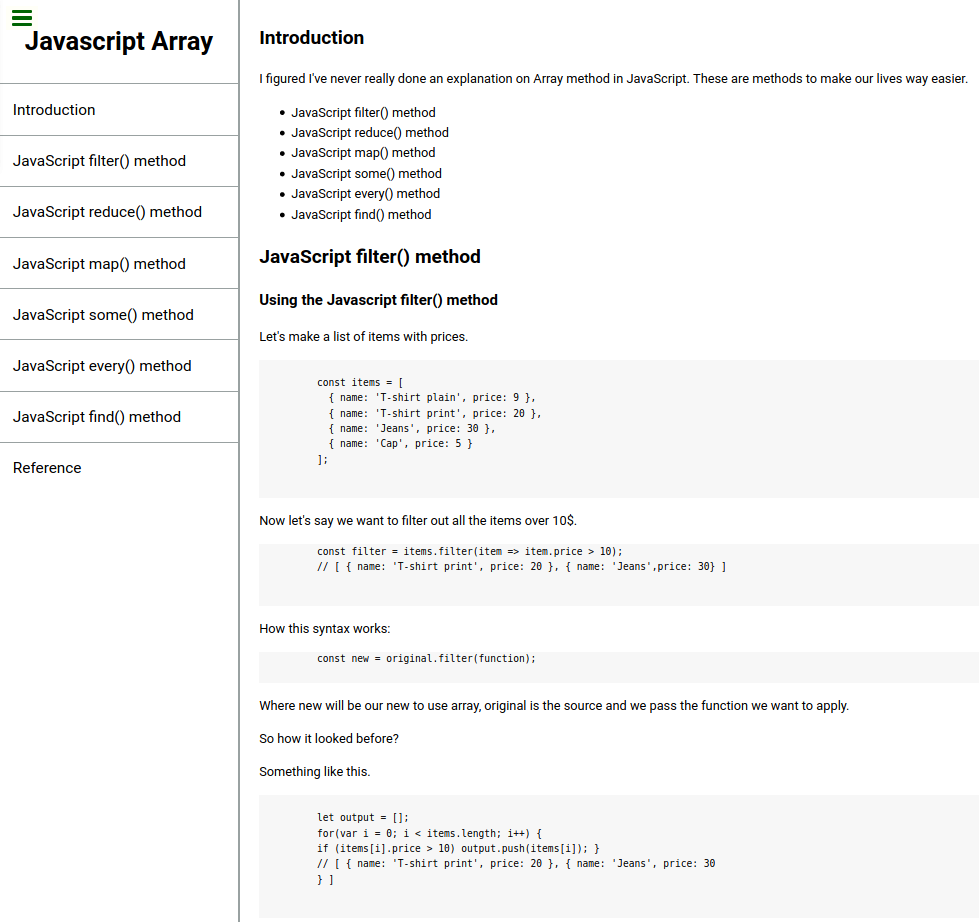 Javascript Array
Introduction
JavaScript filter() method
JavaScript reduce() method
JavaScript map() method
JavaScript some() method
JavaScript every() method
JavaScript find() method
Reference
Introduction
I figured I've never really done an explanation on Array method in JavaScript. These are methods to make our lives way easier.
• JavaScript filter() method
• JavaScript reduce() method
• JavaScript map() method
• JavaScript some() method
• JavaScript every() method
• JavaScript find() method
JavaScript filter() method
Using the Javascript filter() method
Let's make a list of items with prices.
const items = [
  { name: 'T-shirt plain', price: 9 },
  { name: 'T-shirt print', price: 20 },
  { name: 'Jeans', price: 30 },
  { name: 'Cap', price: 5 }
];
Now let's say we want to filter out all the items over 10$.
const filter = items.filter(item => item.price > 10);
// [ { name: 'T-shirt print', price: 20 }, { name: 'Jeans',price: 30} ]
How this syntax works:
const new = original.filter(function);
Where new will be our new to use array, original is the source and we pass the function we want to apply.
So how it looked before?
Something like this.
let output = [];
for(var i = 0; i < items.length; i++) {
if (items[i].price > 10) output.push(items[i]); }
// [ { name: 'T-shirt print', price: 20 }, { name: 'Jeans', price: 30
} ]